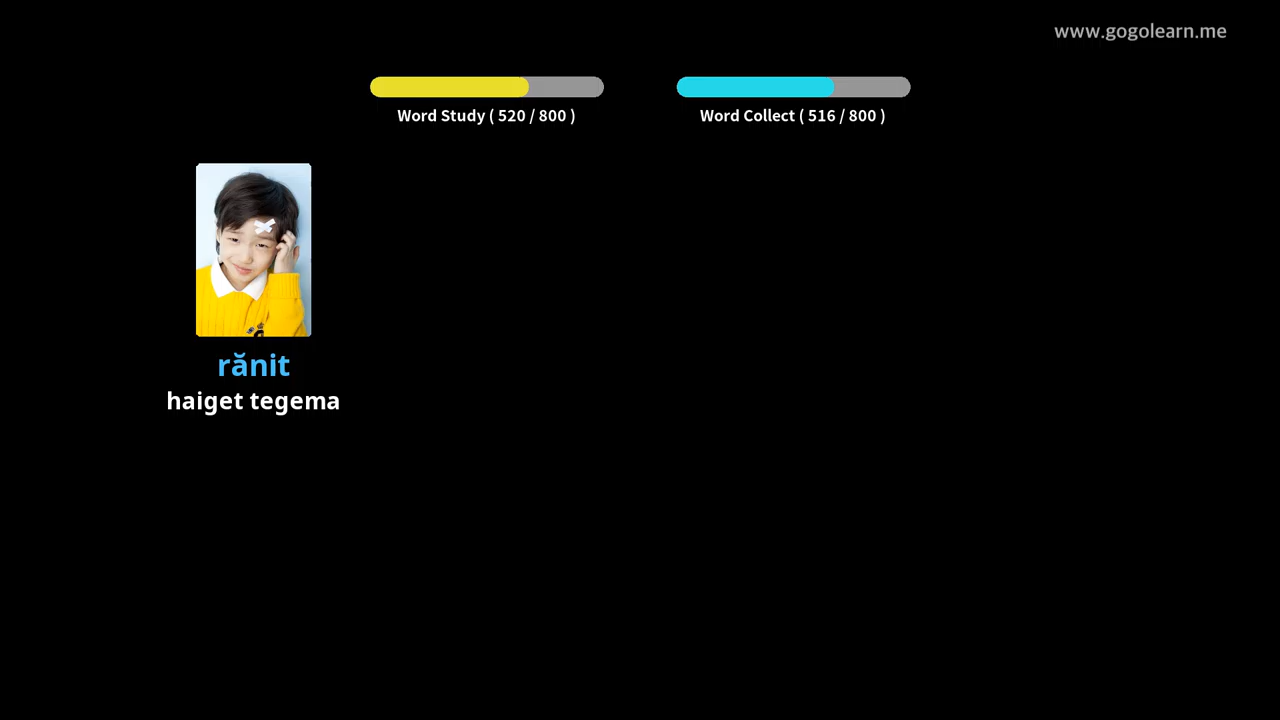 www.gogolearn.me
Word Study ( 520 / 800 )
Word Collect ( 516 / 800 )
rănit
haiget tegema